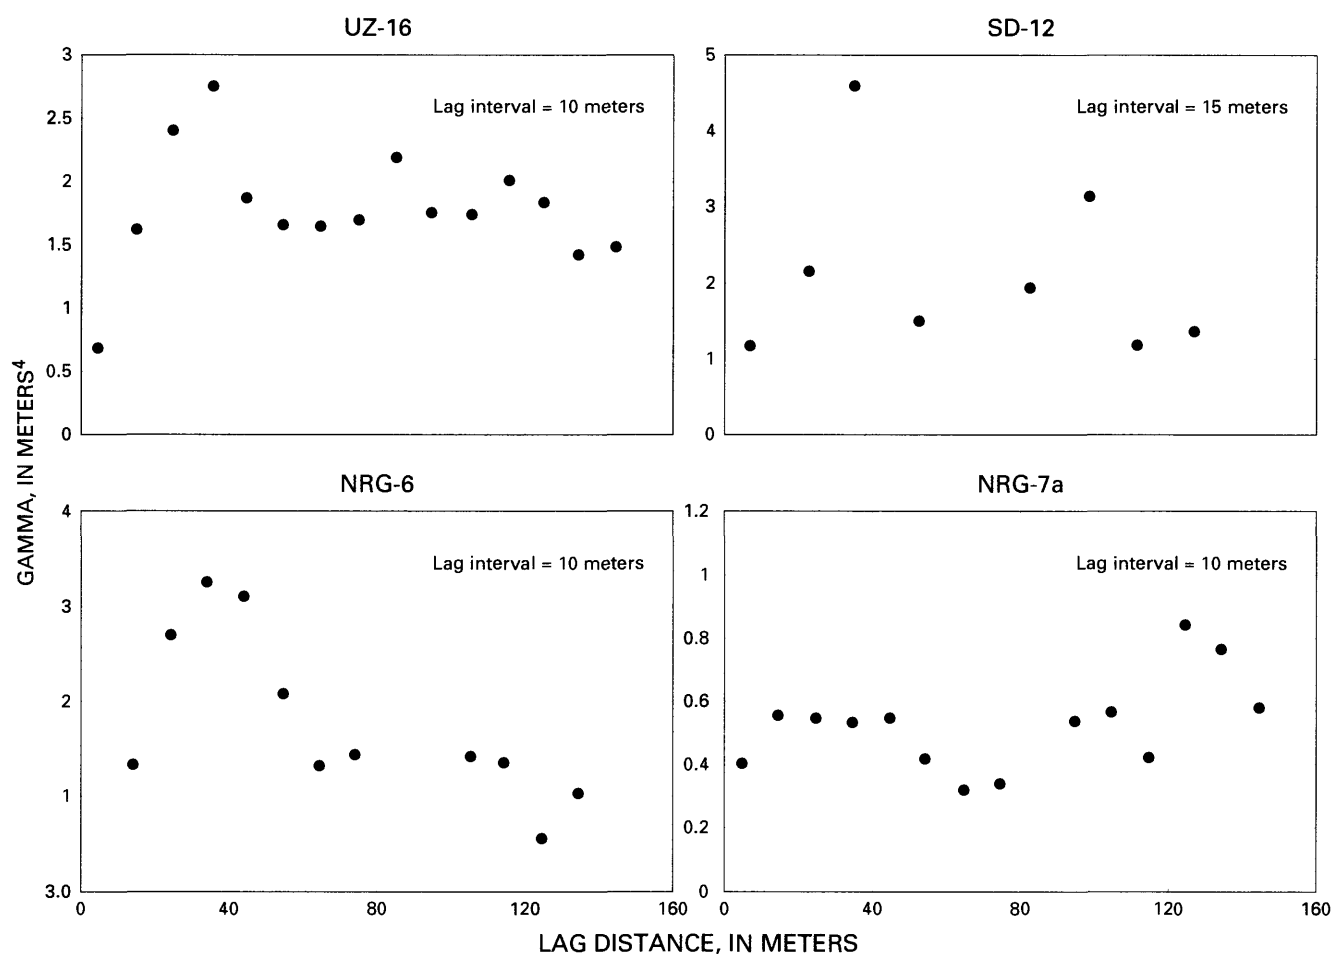 UZ-16
SD-12
3
2.5
2
1.5
1
0.5
0
Lag interval = 10 meters
5
4
3
2
1
0
Lag interval = 15 meters
GAMMA, IN METERS⁴
NRG-6
NRG-7a
4
3
2
1
3.0
Lag interval = 10 meters
1.2
1
0.8
0.6
0.4
0.2
0
Lag interval = 10 meters
0 40 80 120 160
0 40 80 120 160
LAG DISTANCE, IN METERS